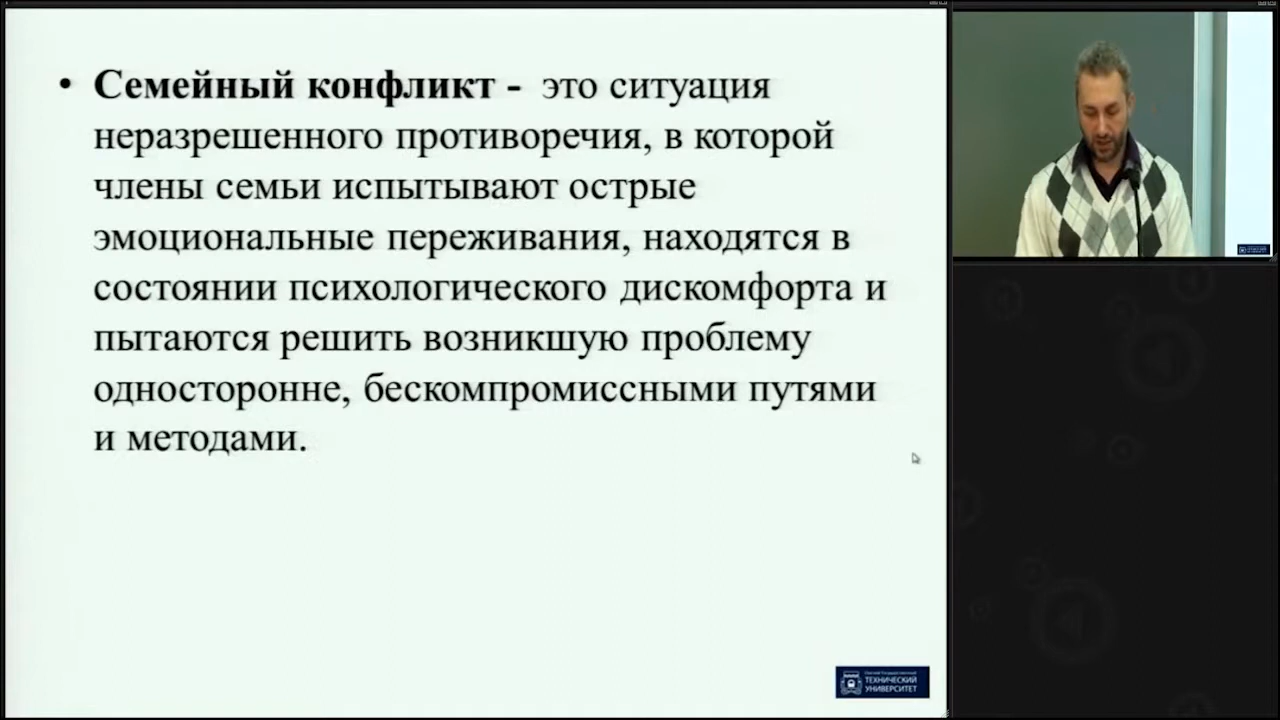 • Семейный конфликт - это ситуация
неразрешенного противоречия, в которой
члены семьи испытывают острые
эмоциональные переживания, находятся в
состоянии психологического дискомфорта и
пытаются решить возникшую проблему
односторонне, бескомпромиссными путями
и методами.
ТЕХНИЧЕСКИЙ
УНИВЕРСИТЕТ